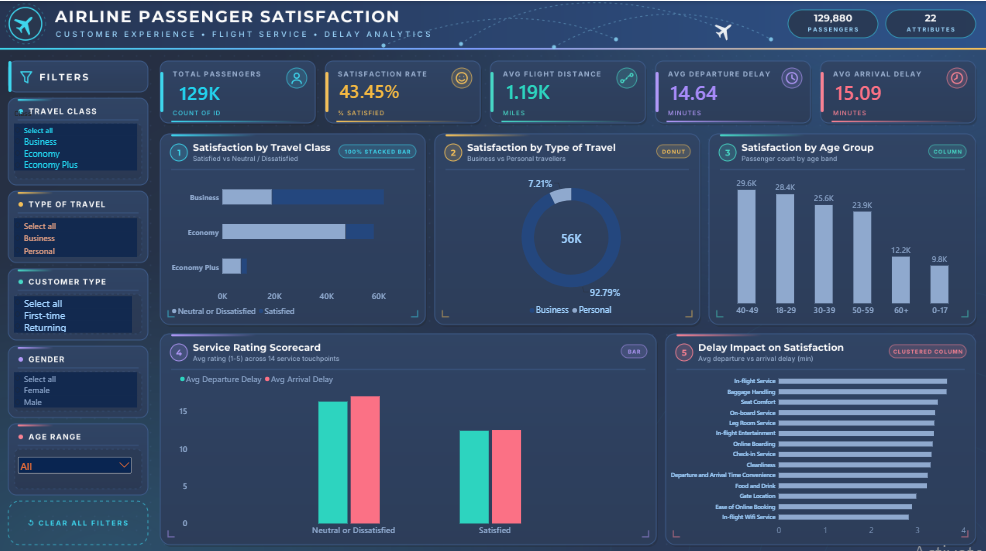 AIRLINE PASSENGER SATISFACTION
CUSTOMER EXPERIENCE • FLIGHT SERVICE • DELAY ANALYTICS
129,880
PASSENGERS
22
ATTRIBUTES
FILTERS
TRAVEL CLASS
Select all
Business
Economy
Economy Plus
TYPE OF TRAVEL
Select all
Business
Personal
CUSTOMER TYPE
Select all
First-time
Returning
GENDER
Select all
Female
Male
AGE RANGE
All
CLEAR ALL FILTERS
TOTAL PASSENGERS
129K
COUNT OF ID
SATISFACTION RATE
43.45%
% SATISFIED
AVG FLIGHT DISTANCE
1.19K
MILES
AVG DEPARTURE DELAY
14.64
MINUTES
AVG ARRIVAL DELAY
15.09
MINUTES
1
Satisfaction by Travel Class
Satisfied vs Neutral / Dissatisfied
100% STACKED BAR
Business
Economy
Economy Plus
0K 20K 40K 60K
Neutral or Dissatisfied Satisfied
2
Satisfaction by Type of Travel
Business vs Personal travellers
DONUT
7.21%
56K
92.79%
Business Personal
3
Satisfaction by Age Group
Passenger count by age band
COLUMN
29.6K 28.4K 25.6K 23.9K 12.2K 9.8K
40-49 18-29 30-39 50-59 60+ 0-17
4
Service Rating Scorecard
Avg rating (1-5) across 14 service touchpoints
BAR
Avg Departure Delay Avg Arrival Delay
15
10
5
0
Neutral or Dissatisfied Satisfied
5
Delay Impact on Satisfaction
Avg departure vs arrival delay (min)
CLUSTERED COLUMN
In-flight Service
Baggage Handling
Seat Comfort
On-board Service
Leg Room Service
In-flight Entertainment
Online Boarding
Check-in Service
Cleanliness
Departure and Arrival Time Convenience
Food and Drink
Gate Location
Ease of Online Booking
In-flight Wifi Service
0 1 2 3 4